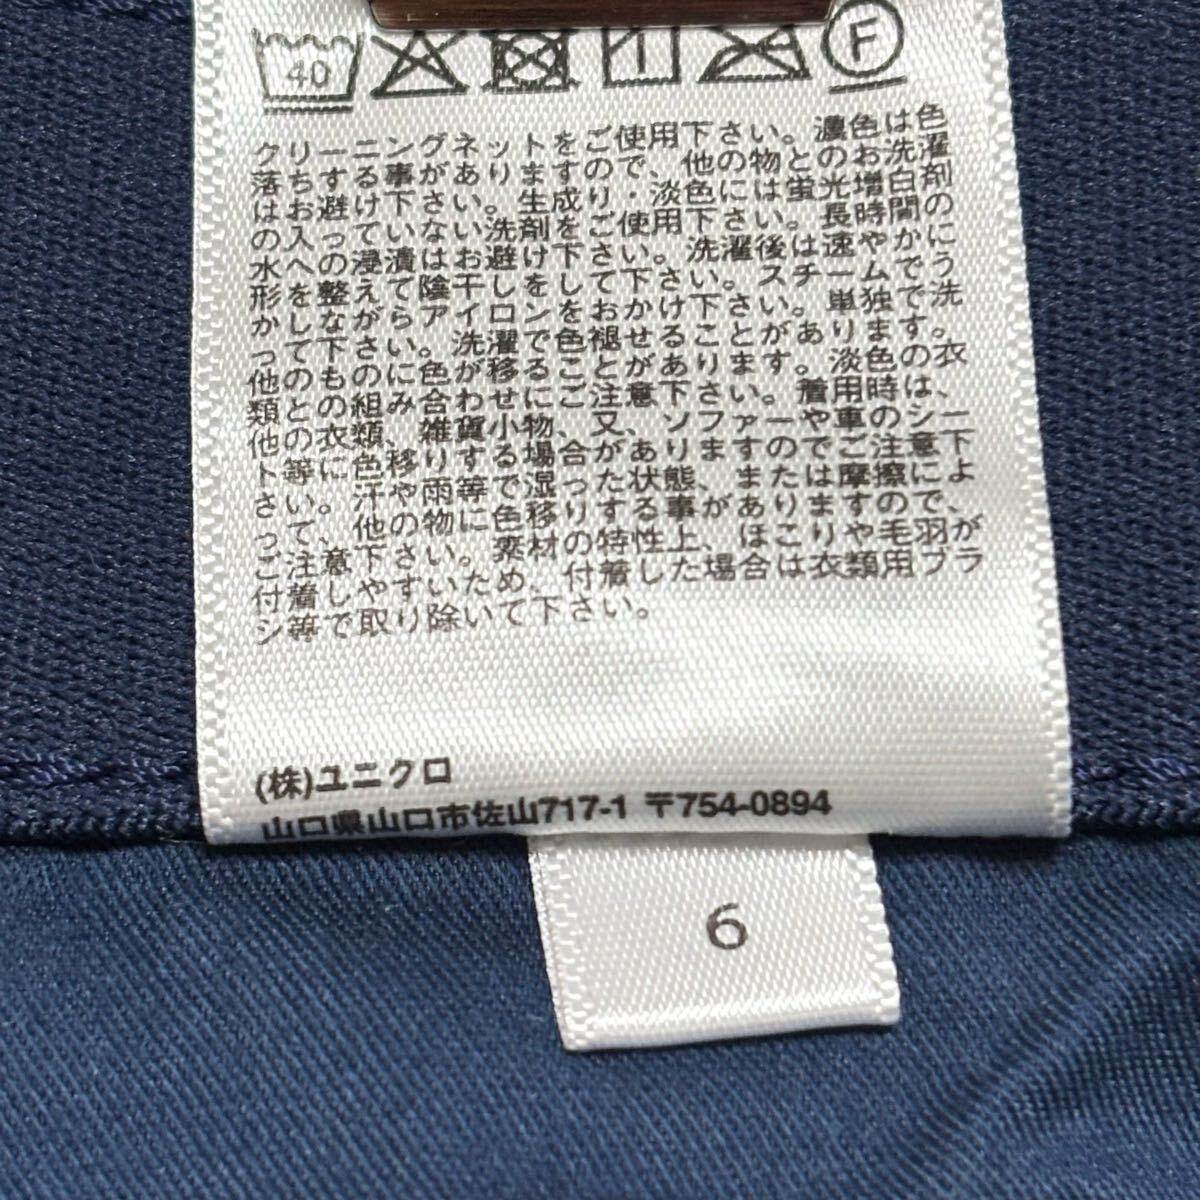 40
F
クリーニングネットをご使用下さい。濃色は色
落ちする事がありますので、他の物とのお洗濯
はお避け下さい。生成り・淡色には蛍光増白剤
の入っていない洗剤をご使用下さい。長時間の
水への浸漬はお避け下さい。洗濯後は速やかに
形を整えて陰干しをして下さい。スチームでう
かしながらアイロンをおかけ下さい。単独で洗
って下さい。洗濯で色褪せることがあります。
他のものに色が移ることがあります。淡色の衣
類との組み合わせにご注意下さい。着用時は、
他の衣類、雑貨小物、又、ソファーや車のシー
ト等に色移りする場合がありますのでご注意下
さい。汗や雨等で湿った状態、または摩擦によ
って、他の物に色移りする事がありますので、
ご注意下さい。素材の特性上、ほこりや毛羽が
付着しやすいため、付着した場合は衣類用ブラ
シ等で取り除いて下さい。
(株)ユニクロ
山口県山口市佐山717-1 〒754-0894
6